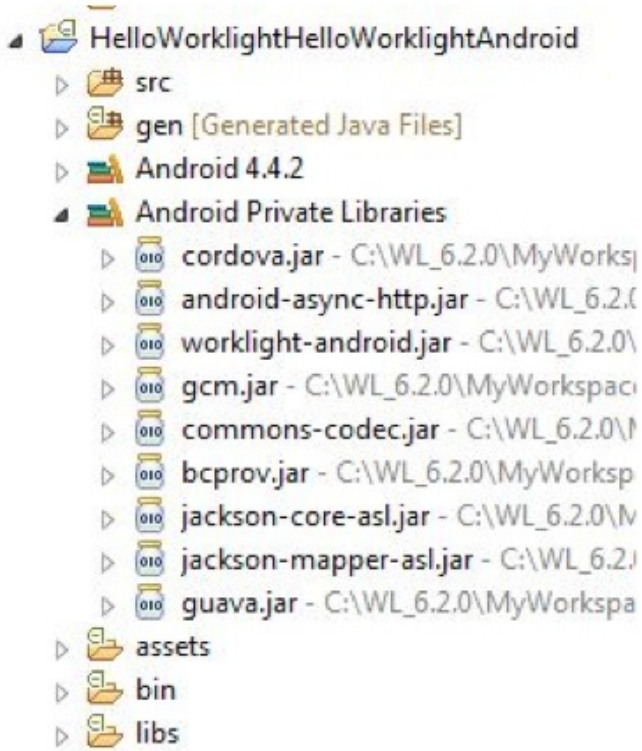 HelloWorklightHelloWorklightAndroid
src
gen [Generated Java Files]
Android 4.4.2
Android Private Libraries
cordova.jar - C:\WL_6.2.0\MyWorksp
android-async-http.jar - C:\WL_6.2.0
worklight-android.jar - C:\WL_6.2.0\
gcm.jar - C:\WL_6.2.0\MyWorkspac
commons-codec.jar - C:\WL_6.2.0\M
bcprov.jar - C:\WL_6.2.0\MyWorksp
jackson-core-asl.jar - C:\WL_6.2.0\M
jackson-mapper-asl.jar - C:\WL_6.2.
guava.jar - C:\WL_6.2.0\MyWorkspa
assets
bin
libs